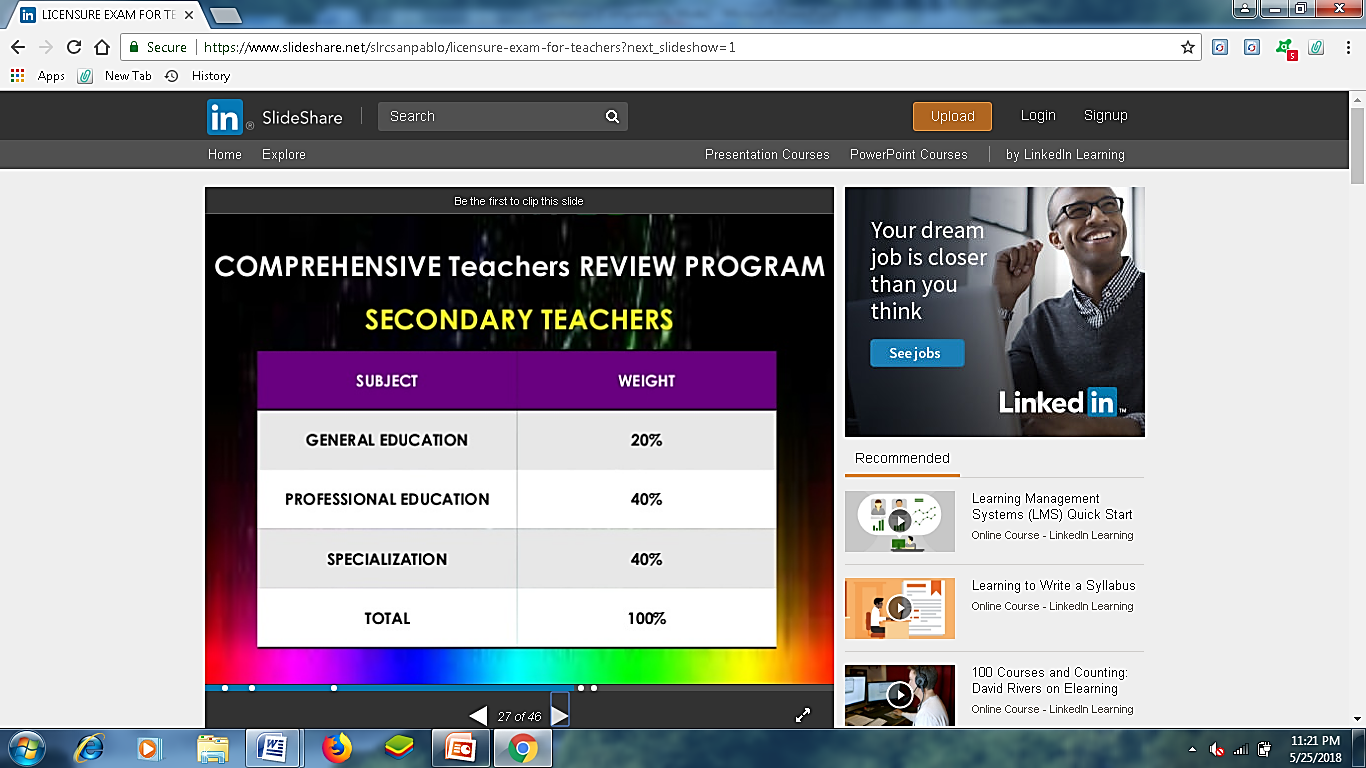 LICENSURE EXAM FOR TE
Secure
https://www.slideshare.net/slrcsanpablo/licensure-exam-for-teachers?next_slideshow=1
Apps
New Tab
History
in ® SlideShare
Search
Upload
Login
Signup
Home
Explore
Presentation Courses
PowerPoint Courses
by LinkedIn Learning
Be the first to clip this slide
COMPREHENSIVE Teachers REVIEW PROGRAM
SECONDARY TEACHERS
SUBJECT WEIGHT
GENERAL EDUCATION 20%
PROFESSIONAL EDUCATION 40%
SPECIALIZATION 40%
TOTAL 100%
27 of 46
Your dream
job is closer
than you
think
See jobs
Linked in ™
Recommended
Learning Management
Systems (LMS) Quick Start
Online Course - LinkedIn Learning
Learning to Write a Syllabus
Online Course - LinkedIn Learning
100 Courses and Counting:
David Rivers on Elearning
Online Course - LinkedIn Learning
11:21 PM
5/25/2018